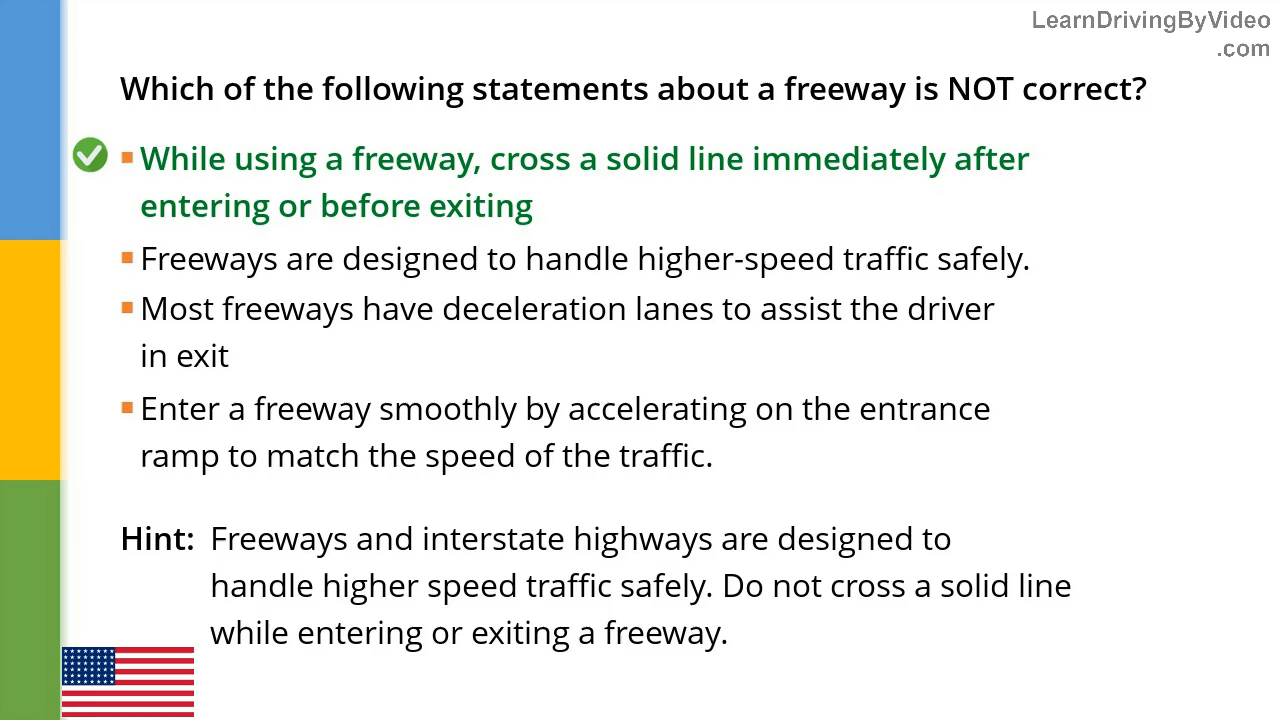 LearnDrivingByVideo
.com
Which of the following statements about a freeway is NOT correct?
While using a freeway, cross a solid line immediately after
entering or before exiting
Freeways are designed to handle higher-speed traffic safely.
Most freeways have deceleration lanes to assist the driver
in exit
Enter a freeway smoothly by accelerating on the entrance
ramp to match the speed of the traffic.
Hint: Freeways and interstate highways are designed to
handle higher speed traffic safely. Do not cross a solid line
while entering or exiting a freeway.